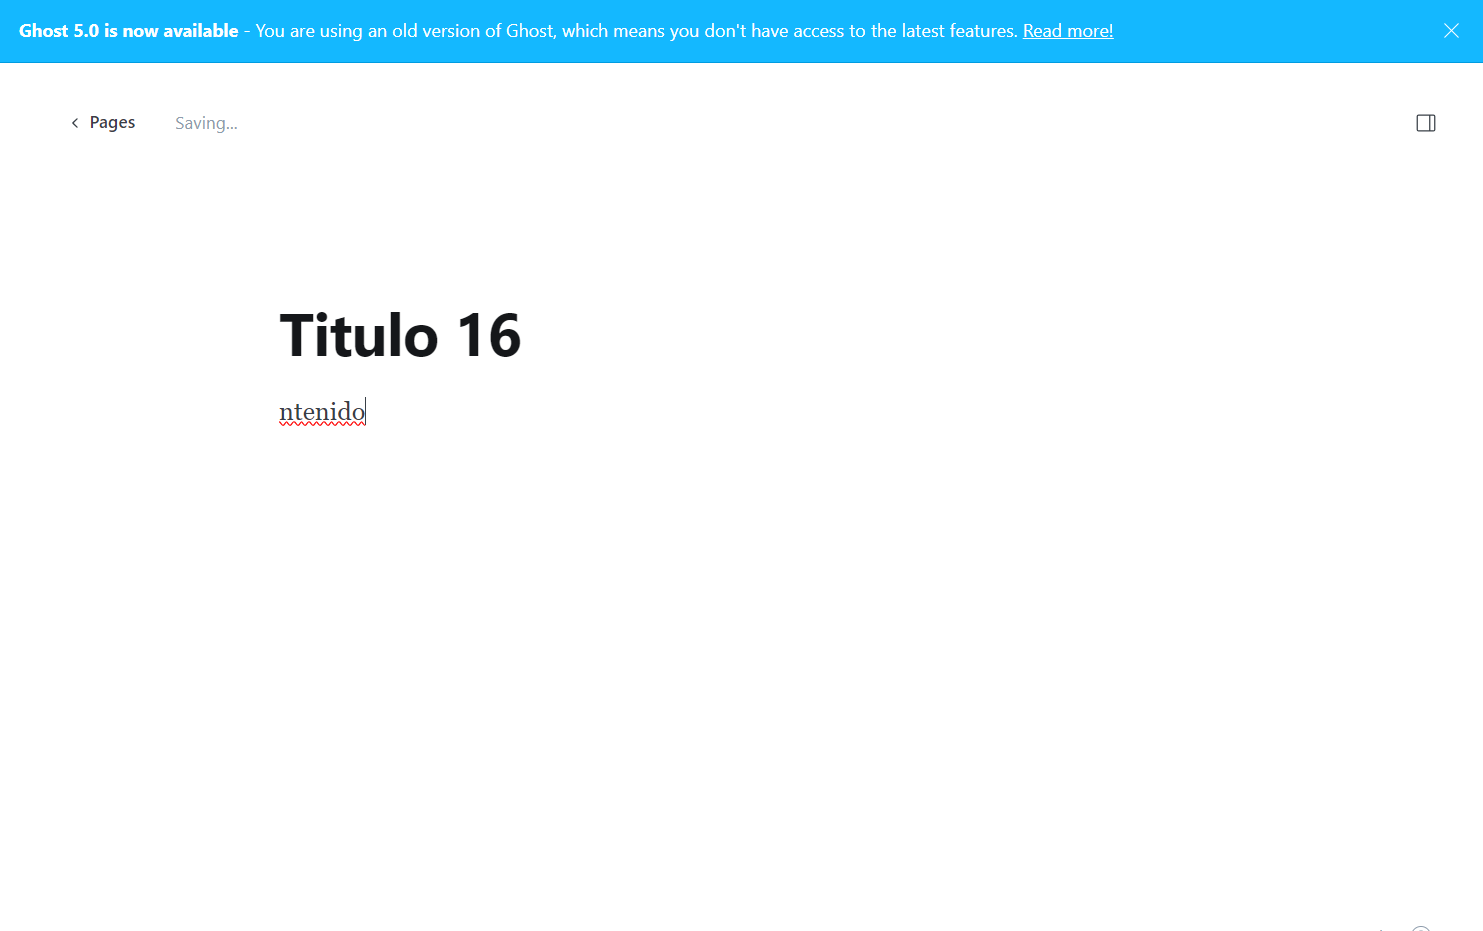 Ghost 5.0 is now available - You are using an old version of Ghost, which means you don't have access to the latest features. Read more!
Pages Saving...
Titulo 16
ntenido